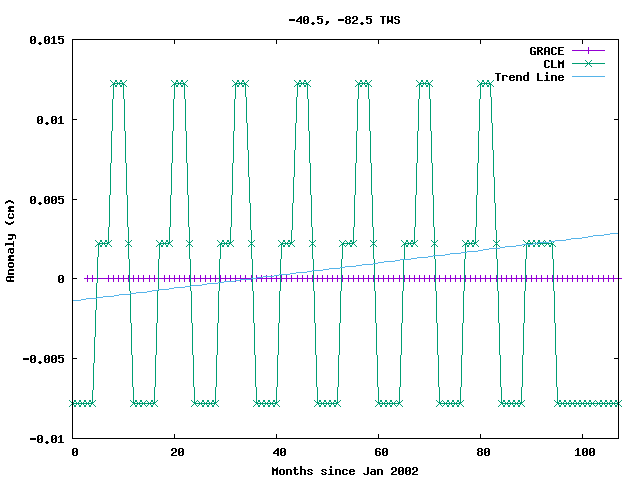 -40.5, -82.5 TWS
GRACE
CLM
Trend Line
0.015
0.01
0.005
0
-0.005
-0.01
Anomaly (cm)
0 20 40 60 80 100
Months since Jan 2002